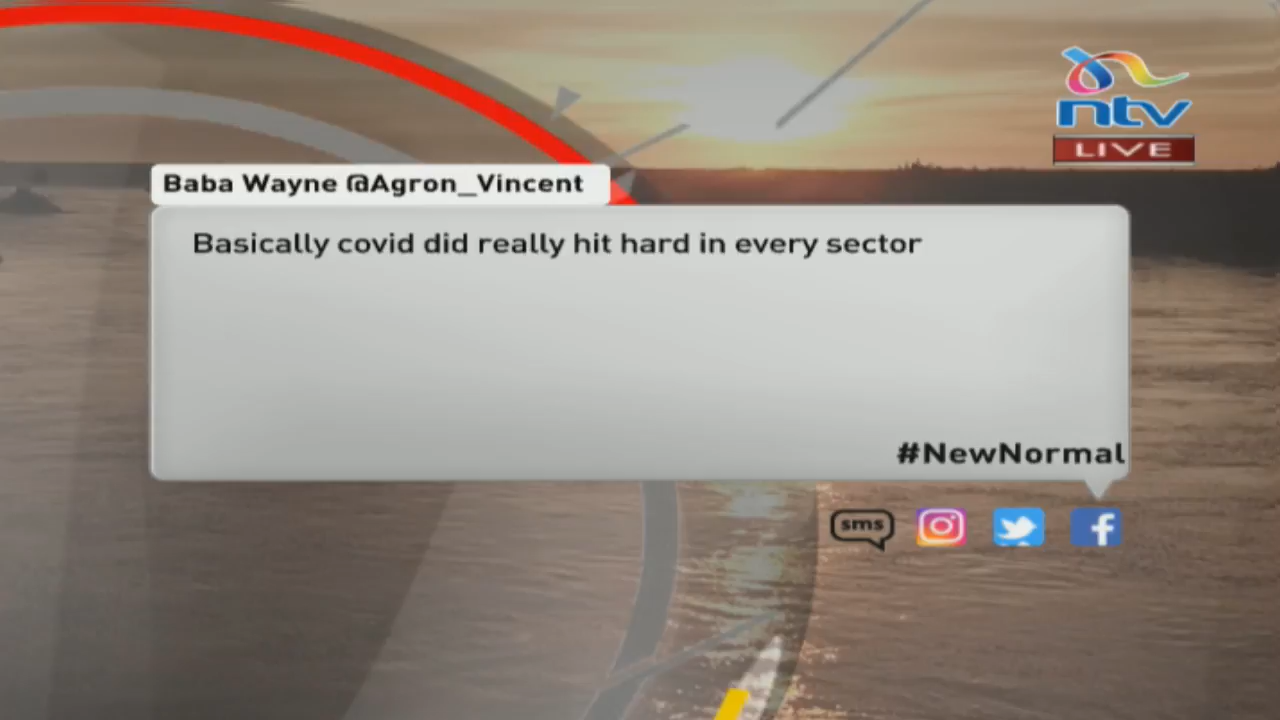 ntv
LIVE
Baba Wayne @Agron_Vincent
Basically covid did really hit hard in every sector
#NewNormal
sms